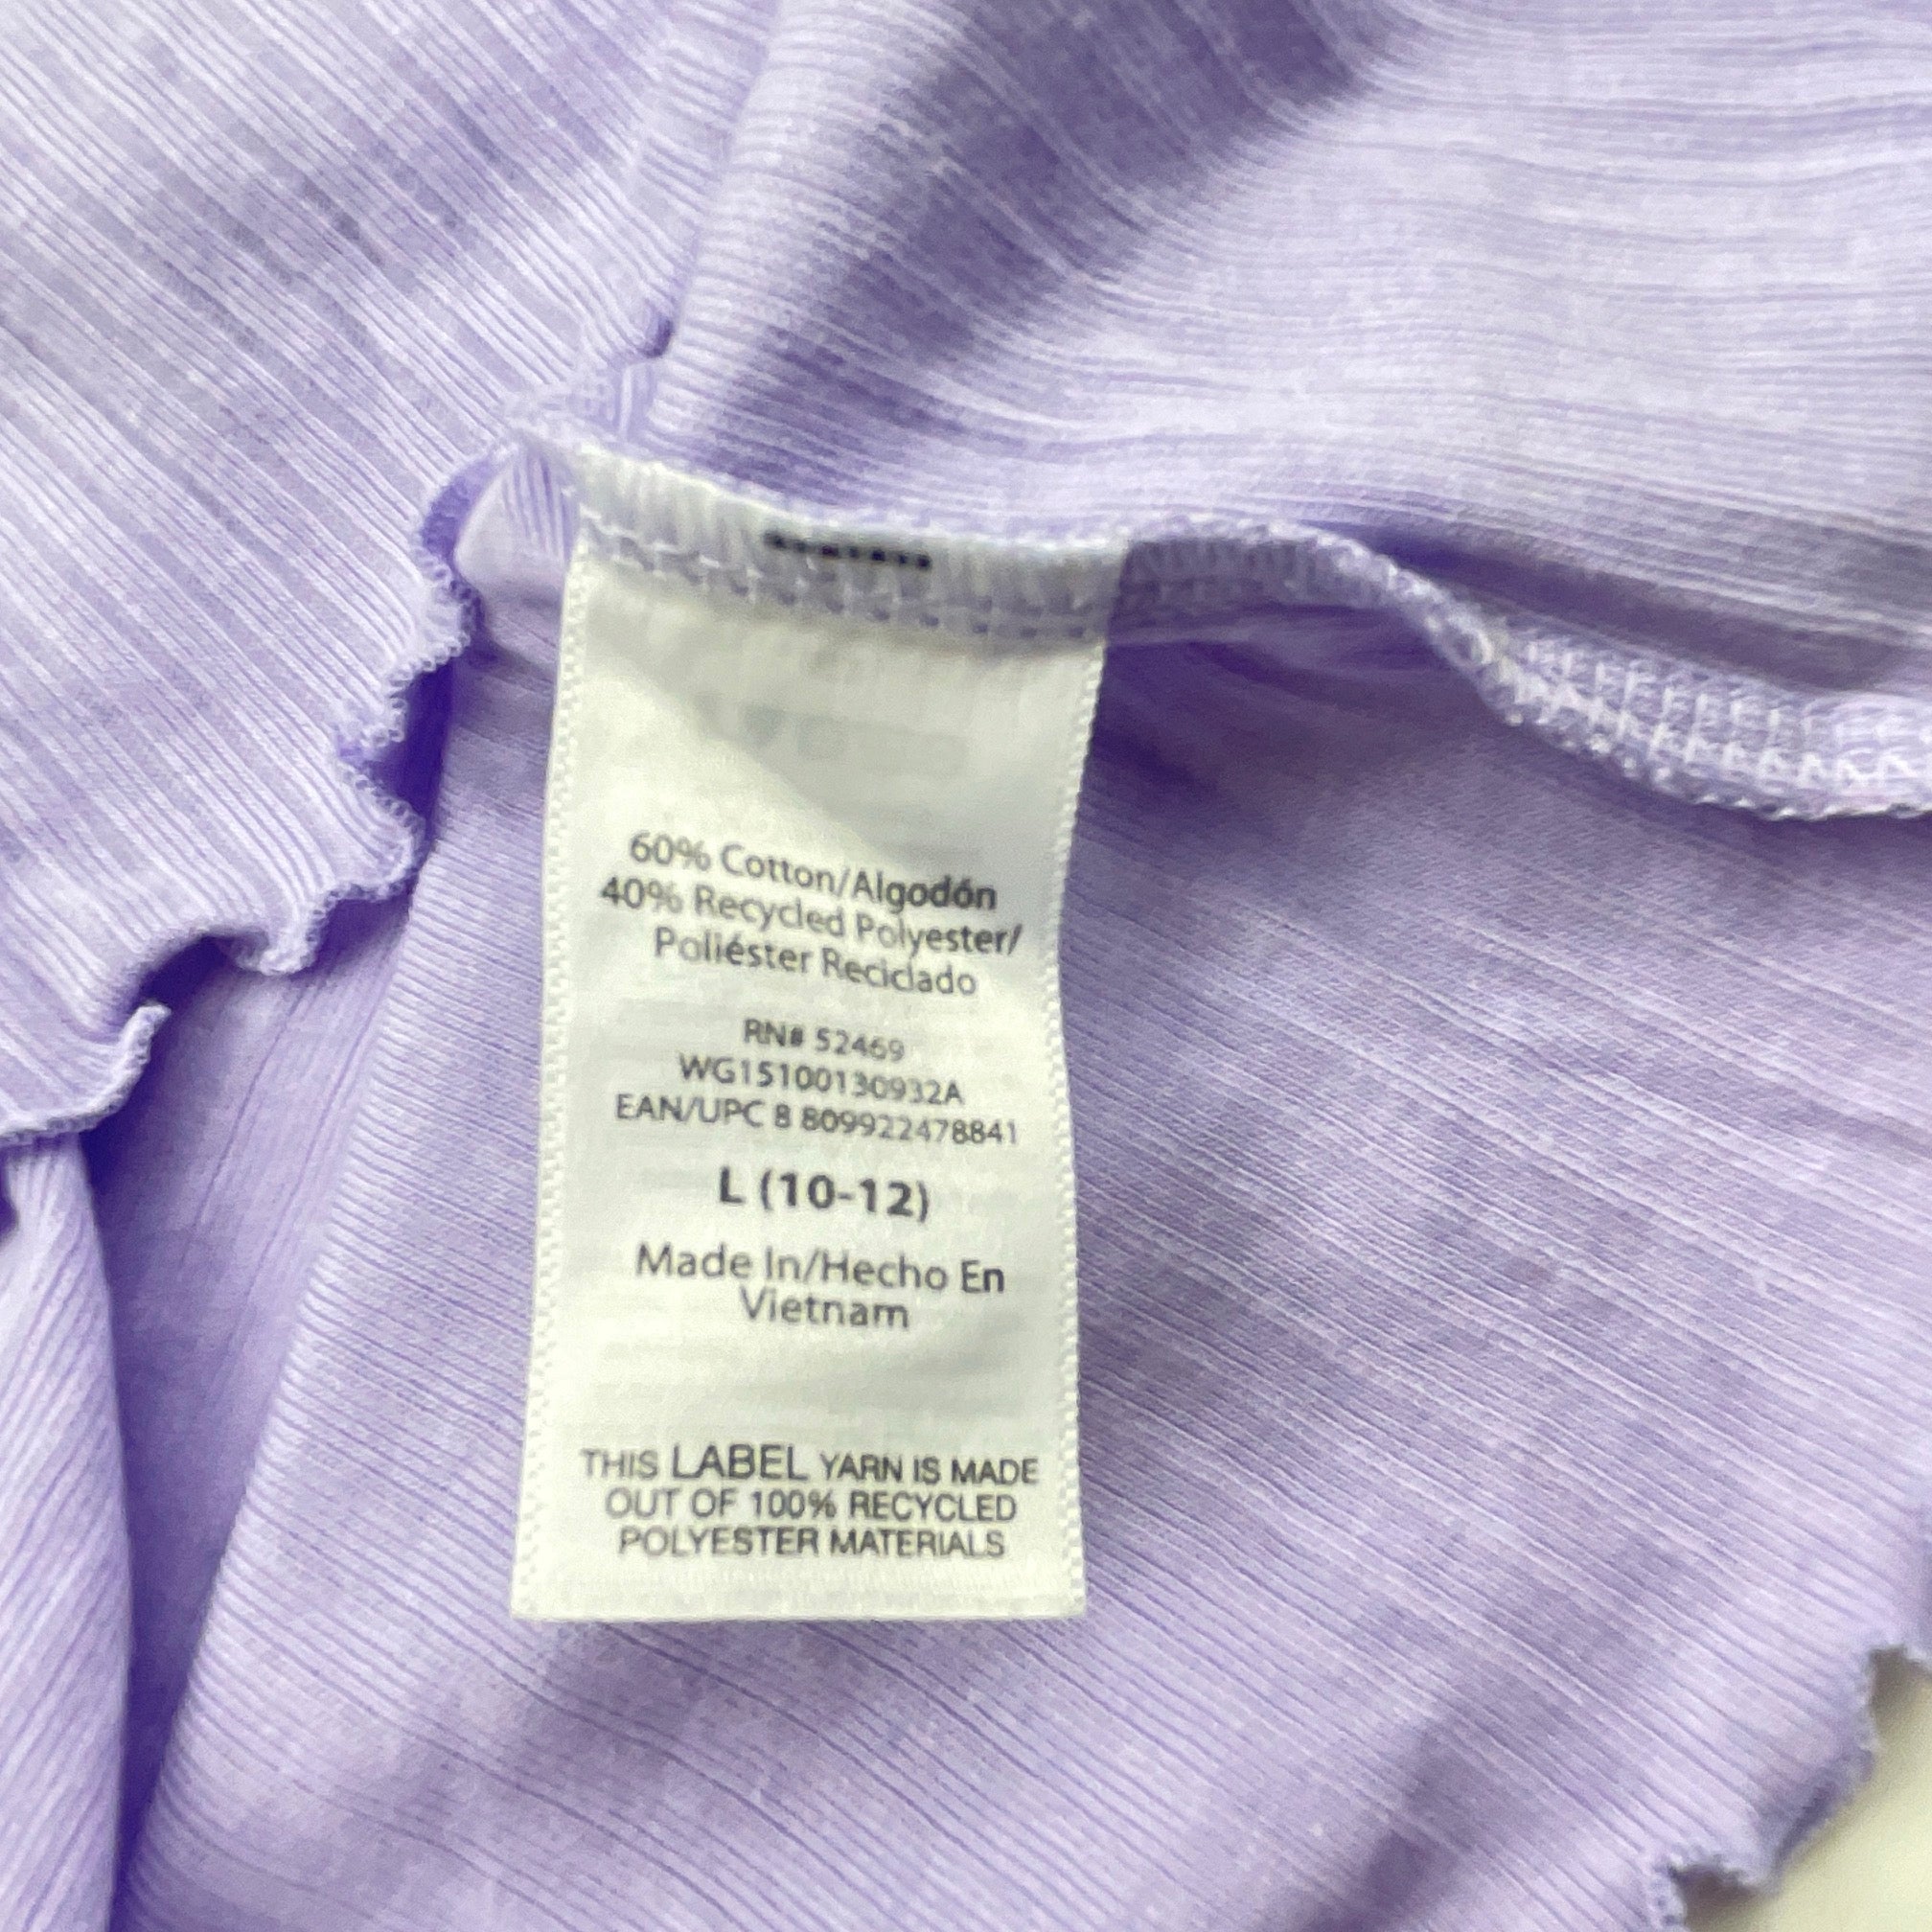 60% Cotton/Algodón
40% Recycled Polyester/
Poliéster Reciclado
RN# 52469
WG15100130932A
EAN/UPC 8 809922478841
L (10-12)
Made In/Hecho En
Vietnam
THIS LABEL YARN IS MADE
OUT OF 100% RECYCLED
POLYESTER MATERIALS